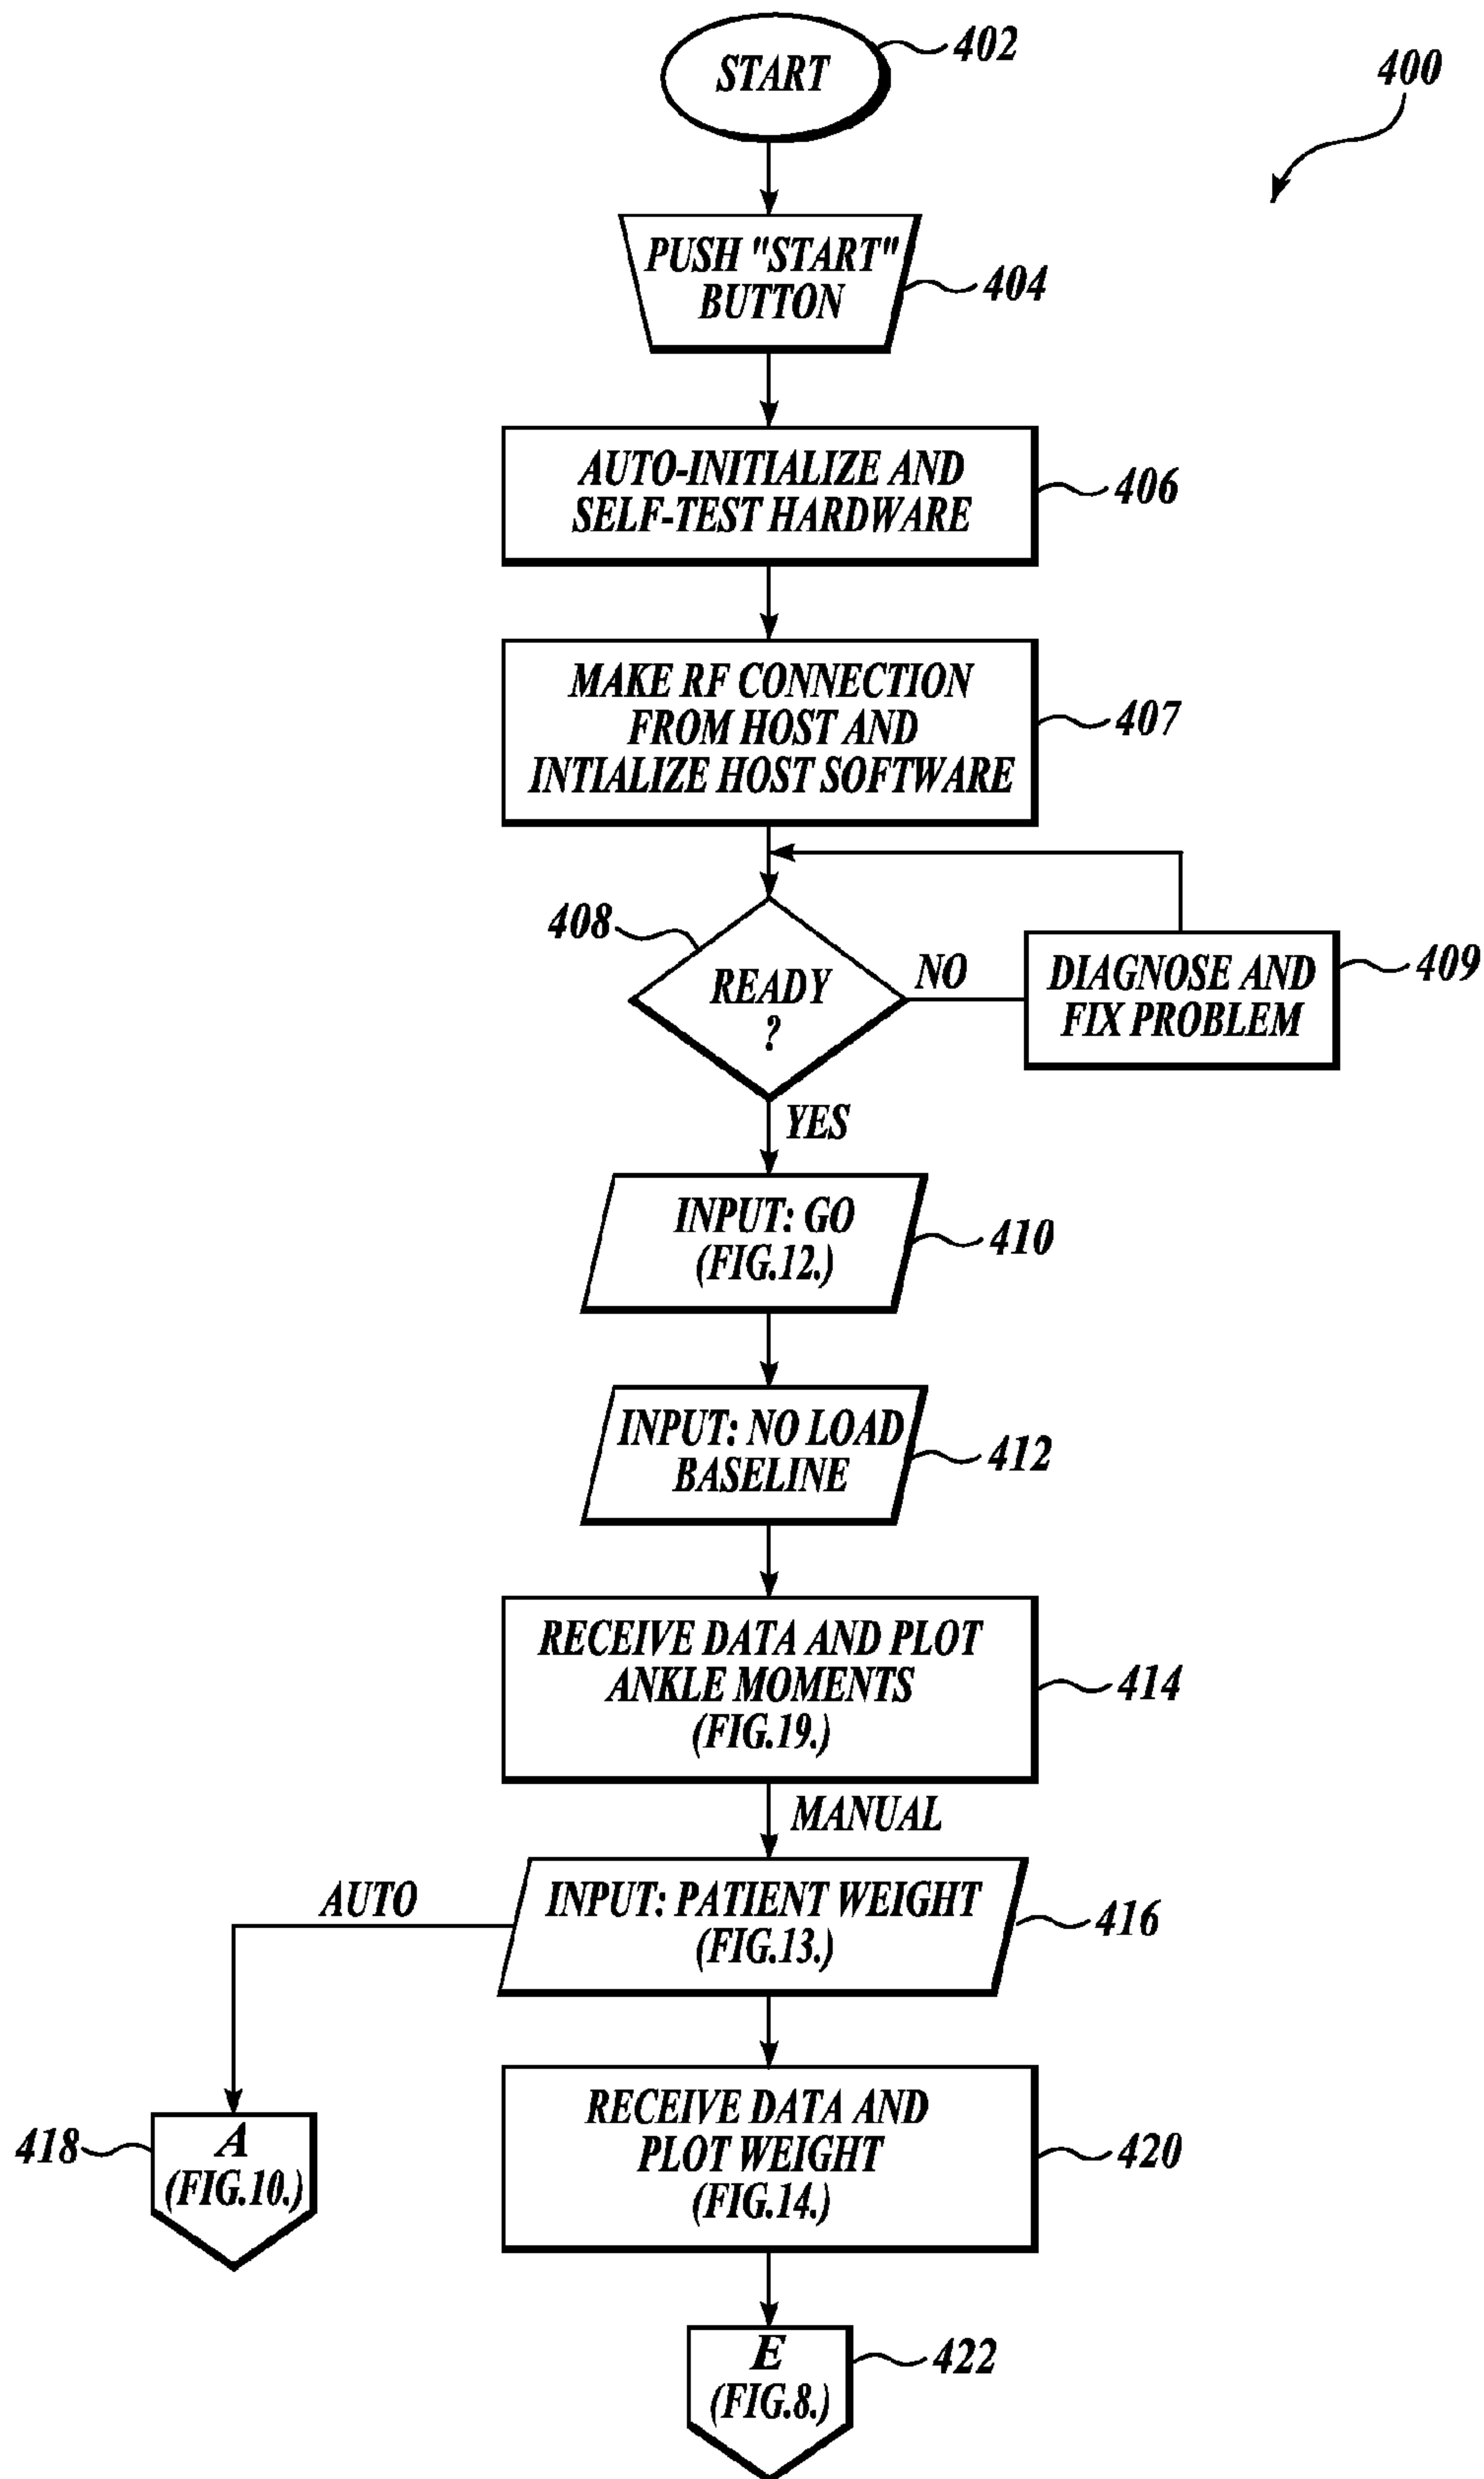 START
402
400
PUSH "START"
BUTTON
404
AUTO-INITIALIZE AND
SELF-TEST HARDWARE
406
MAKE RF CONNECTION
FROM HOST AND
INTIALIZE HOST SOFTWARE
407
408
READY
?
NO
DIAGNOSE AND
FIX PROBLEM
409
YES
INPUT: GO
(FIG.12.)
410
INPUT: NO LOAD
BASELINE
412
RECEIVE DATA AND PLOT
ANKLE MOMENTS
(FIG.19.)
414
MANUAL
AUTO
INPUT: PATIENT WEIGHT
(FIG.13.)
416
418
A
(FIG.10.)
RECEIVE DATA AND
PLOT WEIGHT
(FIG.14.)
420
E
(FIG.8.)
422